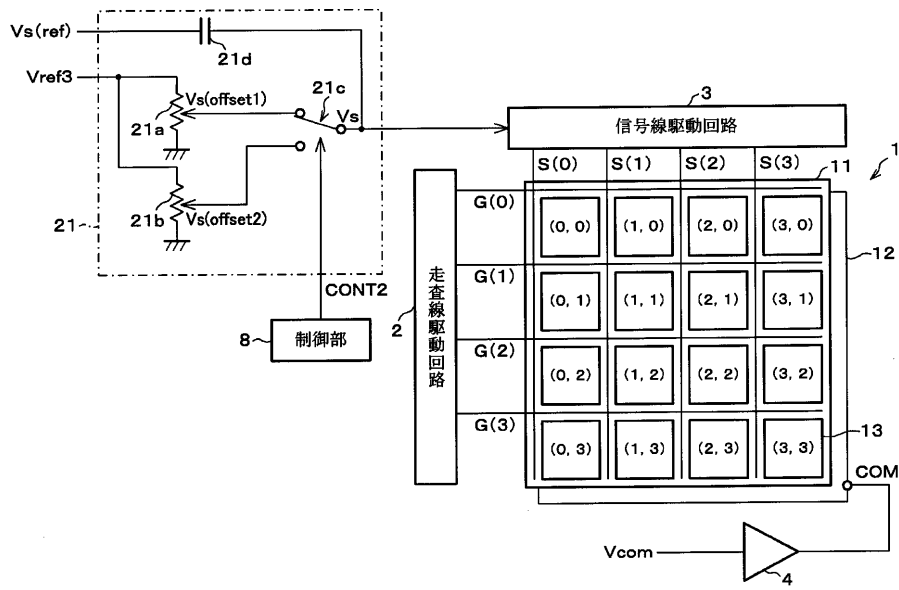 Vs(ref)
21d
Vref3
Vs(offset1)
21c
Vs
21a
21b
Vs(offset2)
21
CONT2
8
制御部
3
信号線駆動回路
1
S(0) S(1) S(2) S(3)
11
G(0)
(0, 0) (1, 0) (2, 0) (3, 0)
12
G(1)
(0, 1) (1, 1) (2, 1) (3, 1)
2
走査線駆動回路
G(2)
(0, 2) (1, 2) (2, 2) (3, 2)
G(3)
(0, 3) (1, 3) (2, 3) (3, 3)
13
COM
Vcom
4